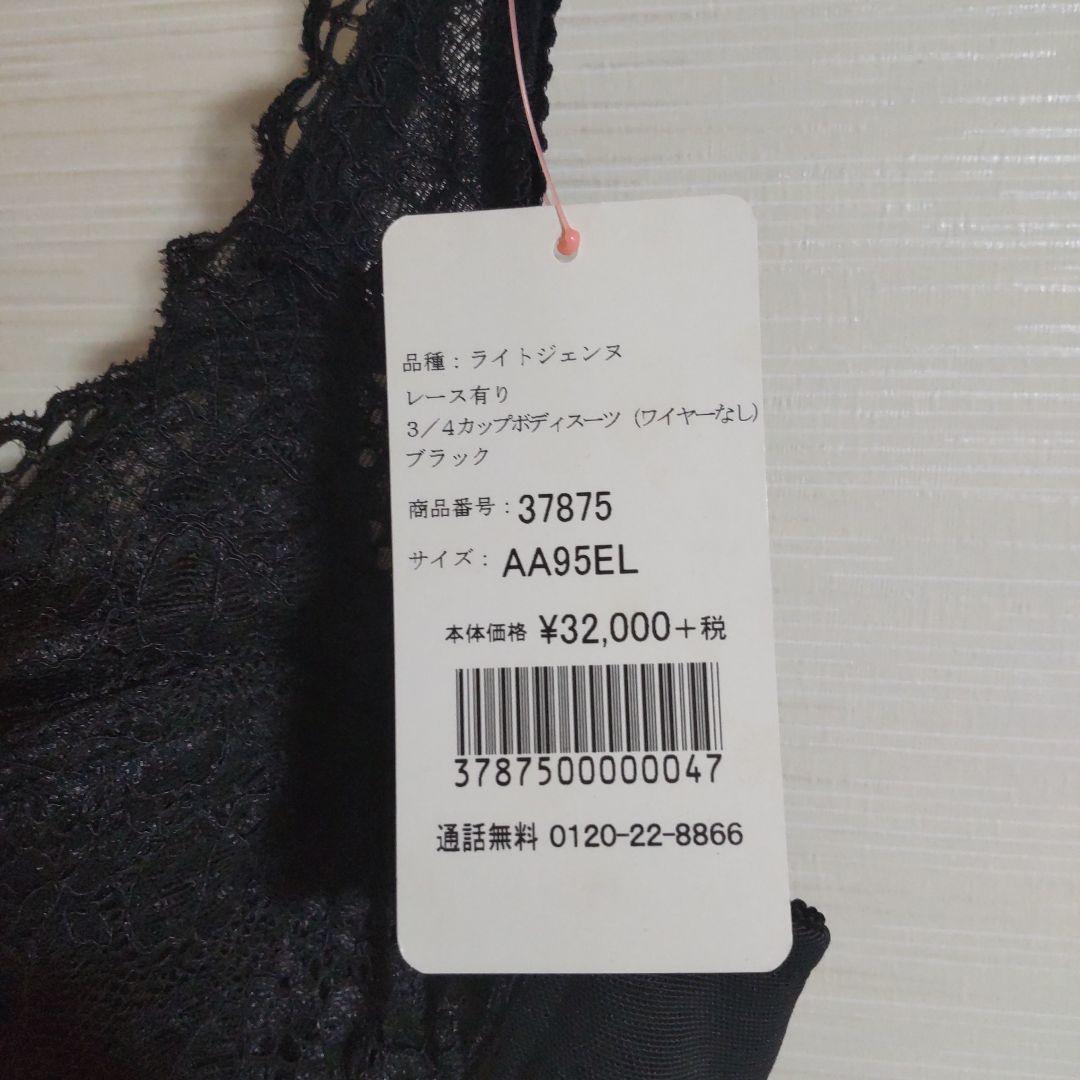 品種：ライトジェンヌ
レース有り
３／４カップボディスーツ（ワイヤーなし）
ブラック
商品番号：37875
サイズ：AA95EL
本体価格 ¥32,000＋税
3787500000047
通話無料 0120-22-8866